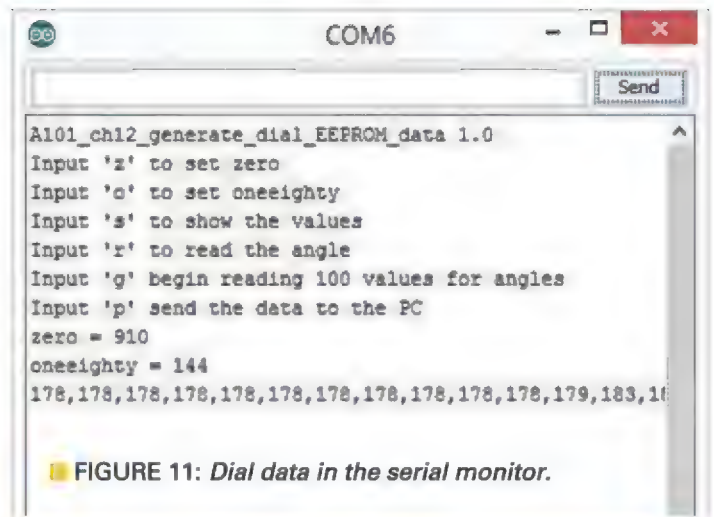 COM6
Send
A101_ch12_generate_dial_EEPROM_data 1.0
Input 'z' to set zero
Input 'o' to set oneeighty
Input 's' to show the values
Input 'r' to read the angle
Input 'g' begin reading 100 values for angles
Input 'p' send the data to the PC
zero = 910
oneeighty = 144
178,178,178,178,178,178,178,178,178,178,178,179,183,18
FIGURE 11: Dial data in the serial monitor.